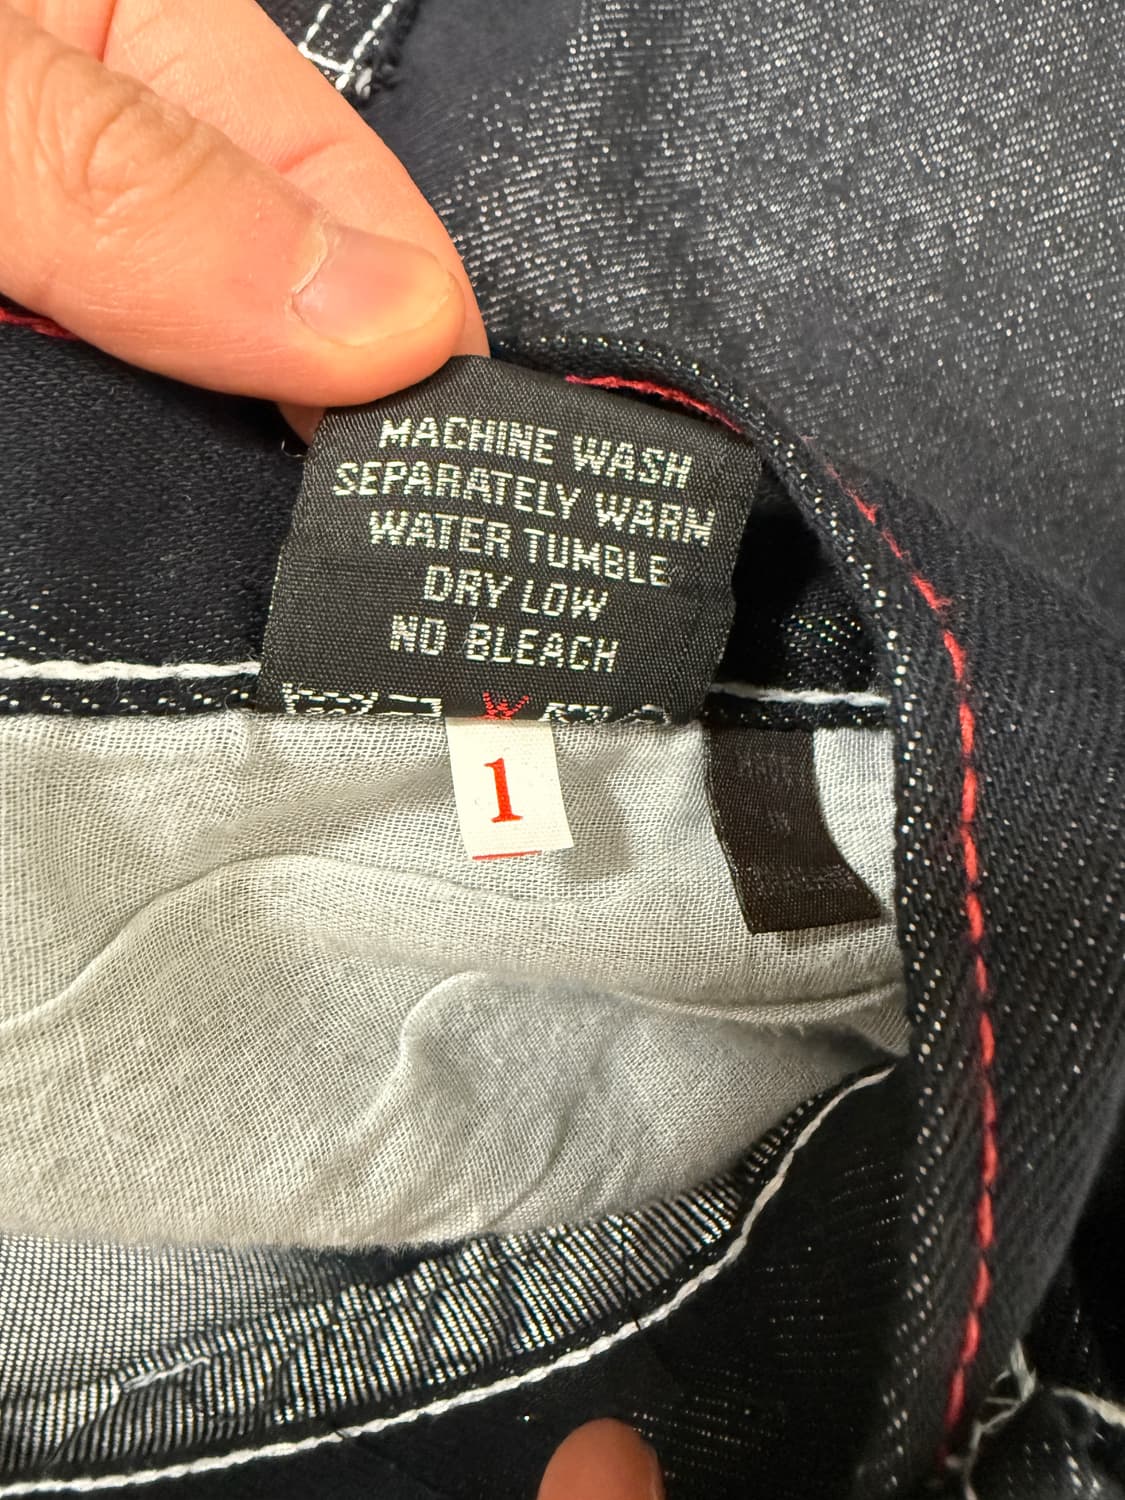 MACHINE WASH
SEPARATELY WARM
WATER TUMBLE
DRY LOW
NO BLEACH
1